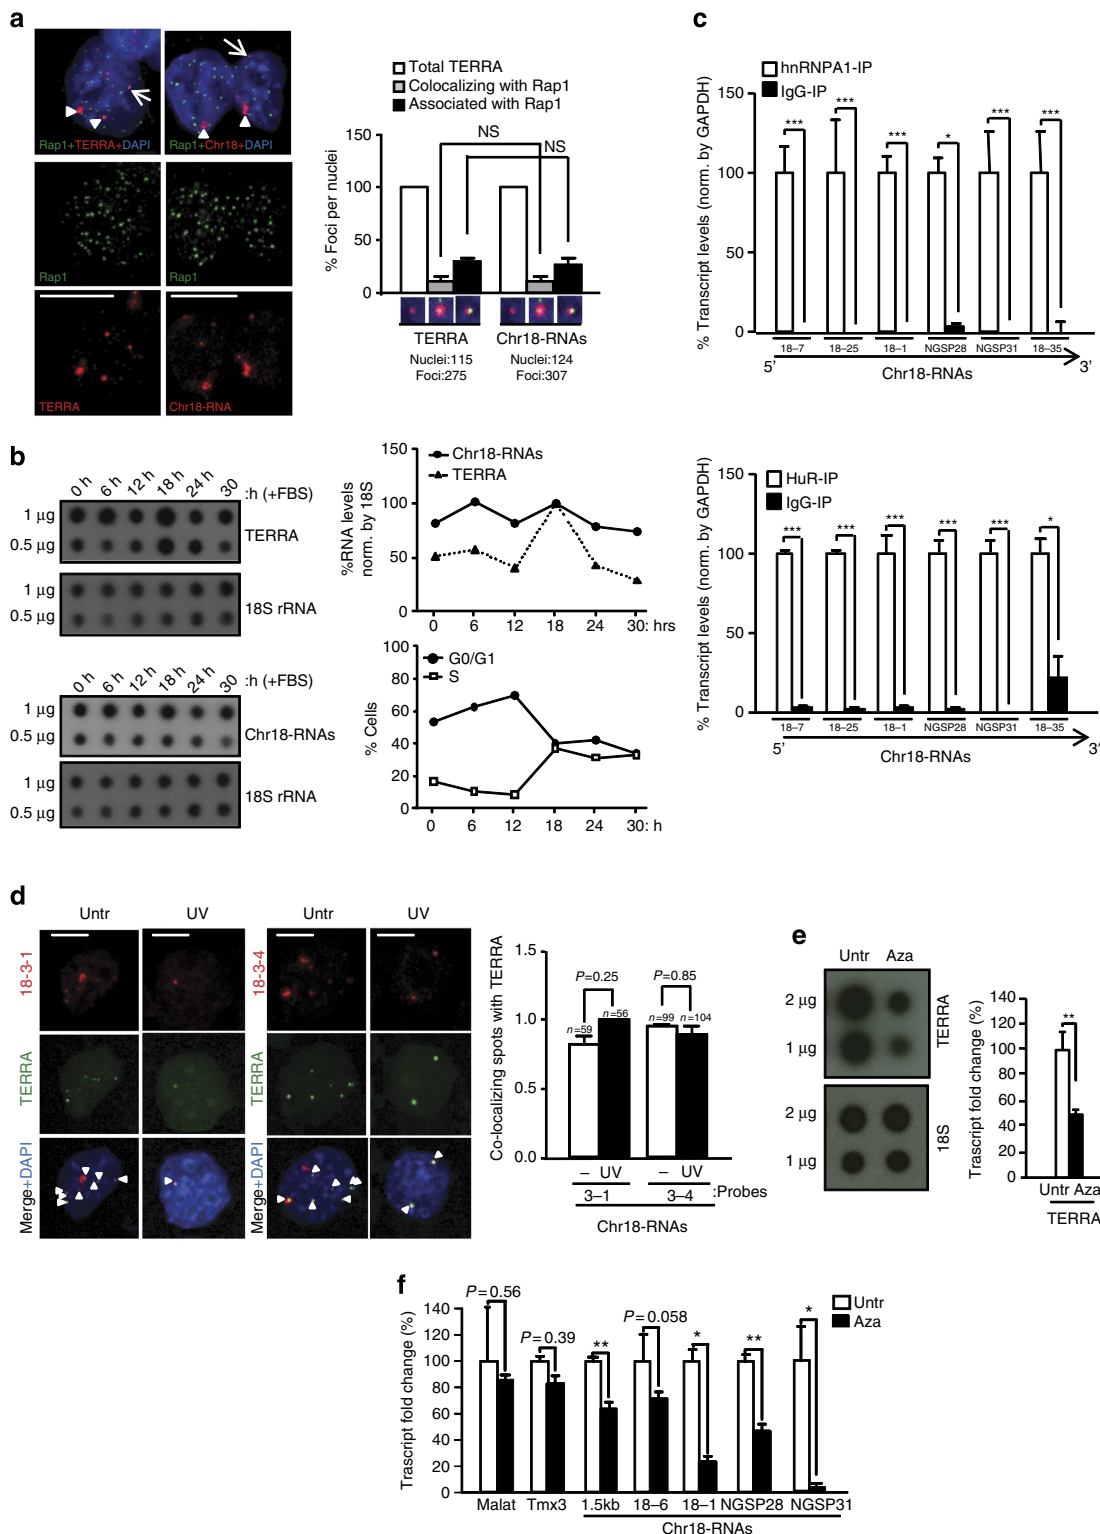 a
Rap1+TERRA+DAPI
Rap1+Chr18+DAPI
Rap1
Rap1
TERRA
Chr18-RNA
Total TERRA
Colocalizing with Rap1
Associated with Rap1
% Foci per nuclei
150
100
50
0
NS
NS
TERRA
Chr18-RNAs
Nuclei:115
Nuclei:124
Foci:275
Foci:307
c
hnRNPA1-IP
IgG-IP
% Transcript levels (norm. by GAPDH)
150
100
50
0
*** *** *** * *** ***
18–7 18–25 18–1 NGSP28 NGSP31 18–35
5' 3'
Chr18-RNAs
HuR-IP
IgG-IP
% Transcript levels (norm. by GAPDH)
150
100
50
0
*** *** *** *** *** *
18–7 18–25 18–1 NGSP28 NGSP31 18–35
5' 3'
Chr18-RNAs
b
0 h 6 h 12 h 18 h 24 h 30 :h (+FBS)
1 µg
0.5 µg
TERRA
1 µg
0.5 µg
18S rRNA
0 h 6 h 12 h 18 h 24 h 30 :h (+FBS)
1 µg
0.5 µg
Chr18-RNAs
1 µg
0.5 µg
18S rRNA
Chr18-RNAs
TERRA
%RNA levels
norm. by 18S
150
100
50
0
0 6 12 18 24 30: hrs
G0/G1
S
% Cells
100
80
60
40
20
0
0 6 12 18 24 30: h
d
Untr UV Untr UV
18-3-1
18-3-4
TERRA
TERRA
Merge+DAPI
Merge+DAPI
Co-localizing spots with TERRA
1.5
1.0
0.5
0.0
P=0.25
P=0.85
n=59
n=56
n=99
n=104
– UV – UV
3–1 3–4 :Probes
Chr18-RNAs
e
Untr Aza
2 µg
1 µg
TERRA
2 µg
1 µg
18S
Trascript fold change (%)
140
120
100
80
60
40
20
0
**
Untr Aza
TERRA
f
Trascript fold change (%)
140
120
100
80
60
40
20
0
P=0.56
P=0.39
**
P=0.058
*
**
*
Untr
Aza
Malat Tmx3 1.5kb 18–6 18–1 NGSP28 NGSP31
Chr18-RNAs